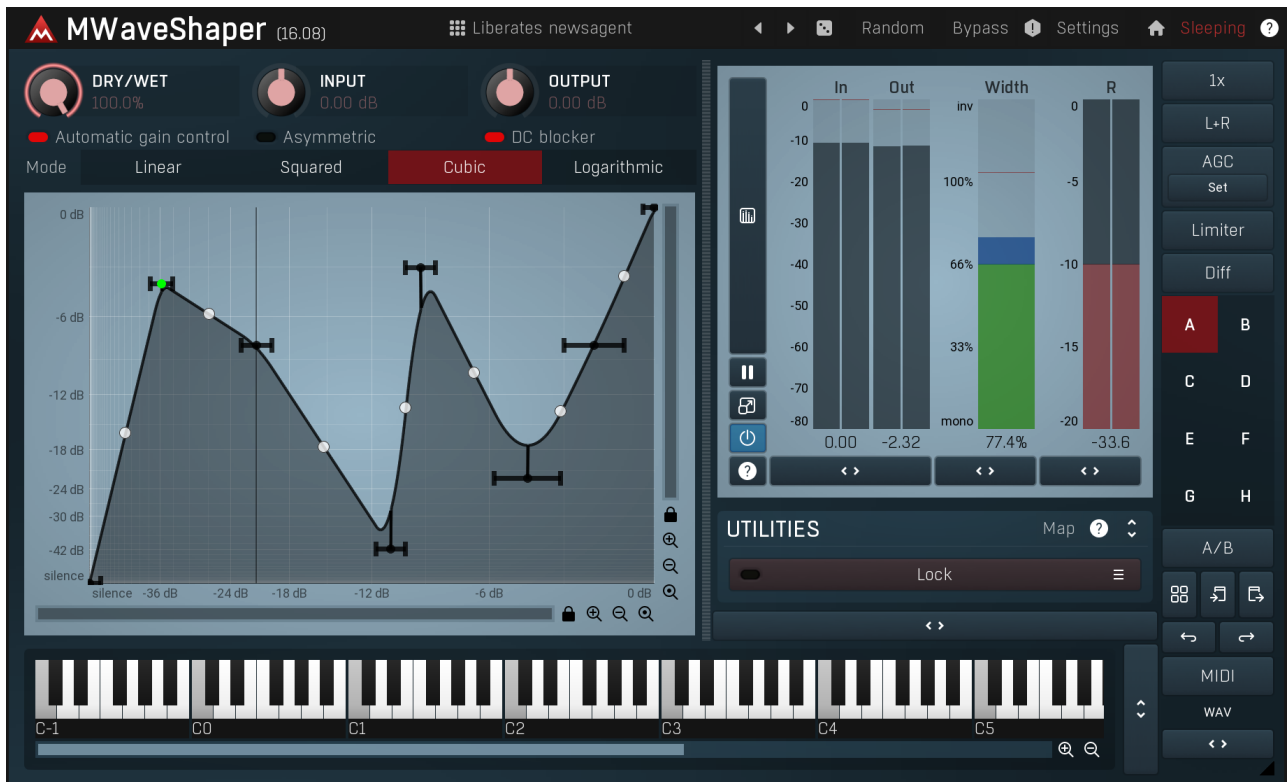 MWaveShaper (16.08) Liberates newsagent Random Bypass Settings Sleeping ?
DRY/WET
100.0%
INPUT
0.00 dB
OUTPUT
0.00 dB
Automatic gain control Asymmetric DC blocker
Mode Linear Squared Cubic Logarithmic
0 dB
-6 dB
-12 dB
-18 dB
-24 dB
-30 dB
-42 dB
silence
silence -36 dB -24 dB -18 dB -12 dB -6 dB 0 dB
In Out Width R
0
-10
-20
-30
-40
-50
-60
-70
-80
inv
100%
66%
33%
mono
0
-5
-10
-15
-20
0.00 -2.32 77.4% -33.6
?
UTILITIES Map ?
Lock
1x
L+R
AGC
Set
Limiter
Diff
A B
C D
E F
G H
A/B
MIDI
WAV
C-1 C0 C1 C2 C3 C4 C5